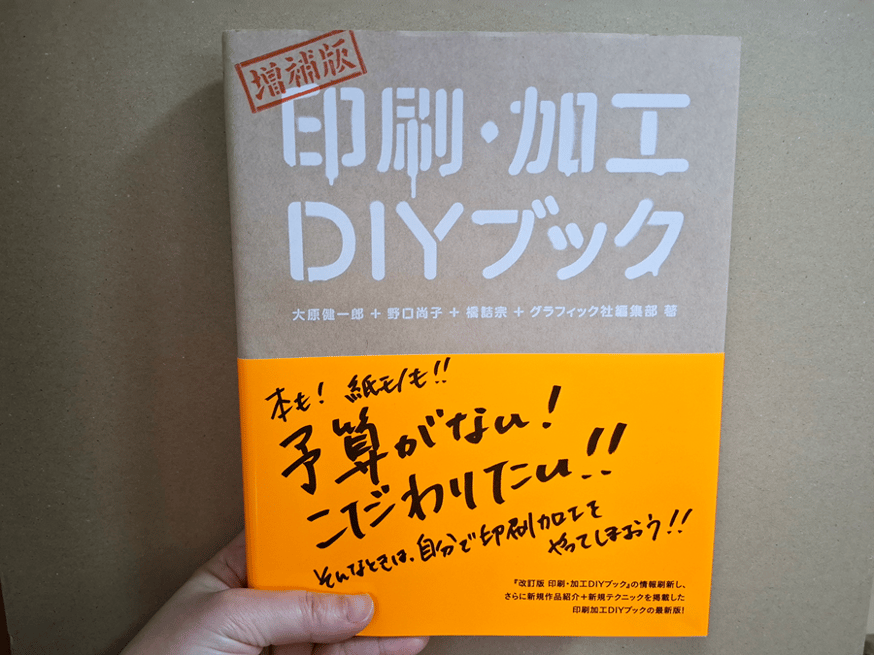 増補版
印刷・加工
DIYブック
大原健一郎 + 野口尚子 + 橋詰宗 + グラフィック社編集部 著
本も! 紙モノも!!
予算がない!
こだわりたい!!
そんなときは、自分で印刷加工を
やってしまおう!!
『改訂版 印刷・加工DIYブック』の情報刷新し、
さらに新規作品紹介+新規テクニックを掲載した
印刷加工DIYブックの最新版!